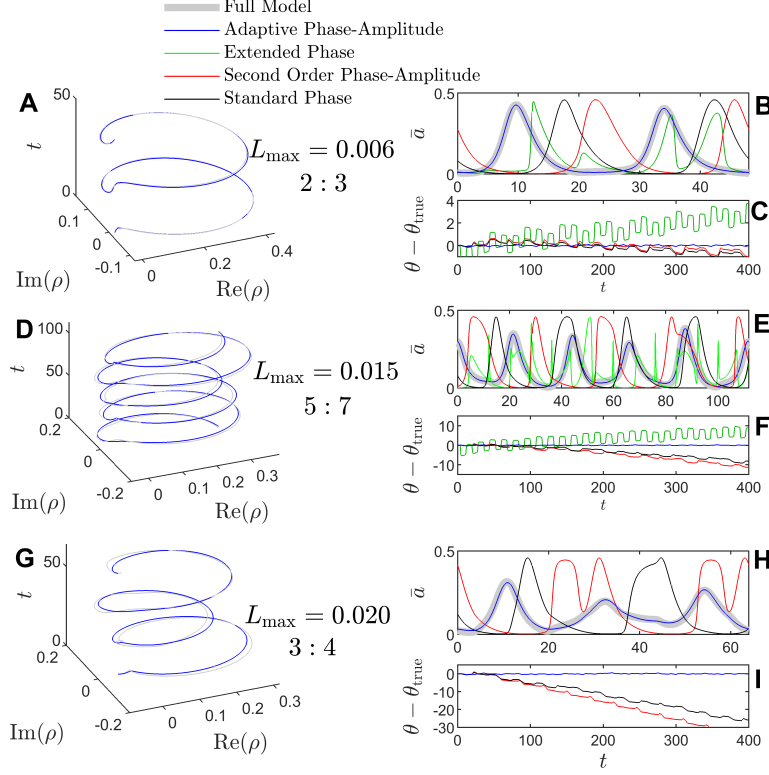 Full Model
Adaptive Phase-Amplitude
Extended Phase
Second Order Phase-Amplitude
Standard Phase
A
50
t
0
0.1
0
-0.1
Im(ρ)
0
0.2
0.4
Re(ρ)
L_max = 0.006
2 : 3
B
0.5
ā
0
0 10 20 30 40
C
4
2
0
θ − θ_true
0 100 200 300 400
t
D
100
50
t
0
0.2
0
-0.2
Im(ρ)
0 0.1 0.2 0.3
Re(ρ)
L_max = 0.015
5 : 7
E
0.5
ā
0
0 20 40 60 80 100
F
10
0
-10
θ − θ_true
0 100 200 300 400
t
G
50
t
0
0.2
0
-0.2
Im(ρ)
0 0.1 0.2 0.3
Re(ρ)
L_max = 0.020
3 : 4
H
0.5
ā
0
0 20 40 60
I
0
-10
-20
-30
θ − θ_true
0 100 200 300 400
t